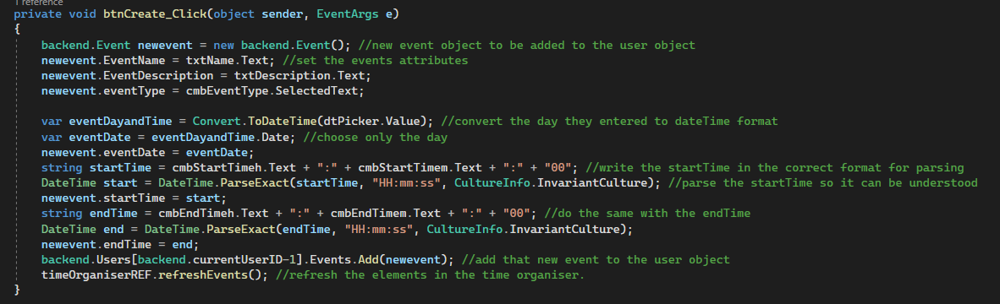 1 reference
private void btnCreate_Click(object sender, EventArgs e)
{
    backend.Event newevent = new backend.Event(); //new event object to be added to the user object
    newevent.EventName = txtName.Text; //set the events attributes
    newevent.EventDescription = txtDescription.Text;
    newevent.eventType = cmbEventType.SelectedText;

    var eventDayandTime = Convert.ToDateTime(dtPicker.Value); //convert the day they entered to dateTime format
    var eventDate = eventDayandTime.Date; //choose only the day
    newevent.eventDate = eventDate;
    string startTime = cmbStartTimeh.Text + ":" + cmbStartTimem.Text + ":" + "00"; //write the startTime in the correct format for parsing
    DateTime start = DateTime.ParseExact(startTime, "HH:mm:ss", CultureInfo.InvariantCulture); //parse the startTime so it can be understood
    newevent.startTime = start;
    string endTime = cmbEndTimeh.Text + ":" + cmbEndTimem.Text + ":" + "00"; //do the same with the endTime
    DateTime end = DateTime.ParseExact(endTime, "HH:mm:ss", CultureInfo.InvariantCulture);
    newevent.endTime = end;
    backend.Users[backend.currentUserID-1].Events.Add(newevent); //add that new event to the user object
    timeOrganiserREF.refreshEvents(); //refresh the elements in the time organiser.
}